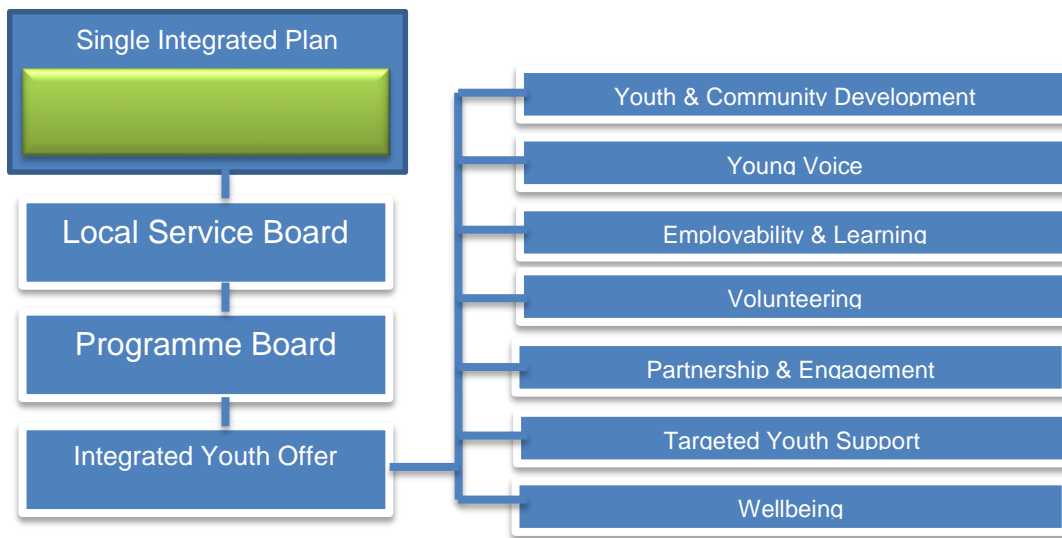 Single Integrated Plan
Local Service Board
Programme Board
Integrated Youth Offer
Youth & Community Development
Young Voice
Employability & Learning
Volunteering
Partnership & Engagement
Targeted Youth Support
Wellbeing